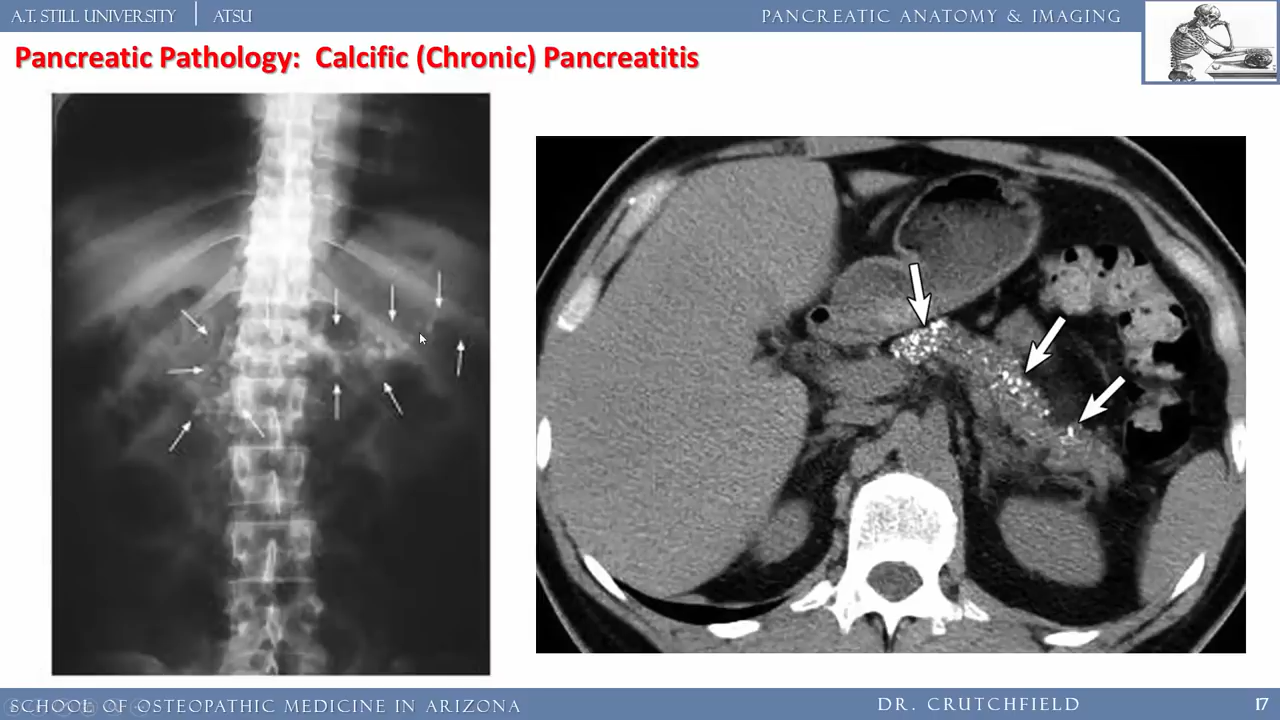 A.T. STILL UNIVERSITY | ATSU
PANCREATIC ANATOMY & IMAGING
Pancreatic Pathology: Calcific (Chronic) Pancreatitis
SCHOOL OF OSTEOPATHIC MEDICINE IN ARIZONA
DR. CRUTCHFIELD
17